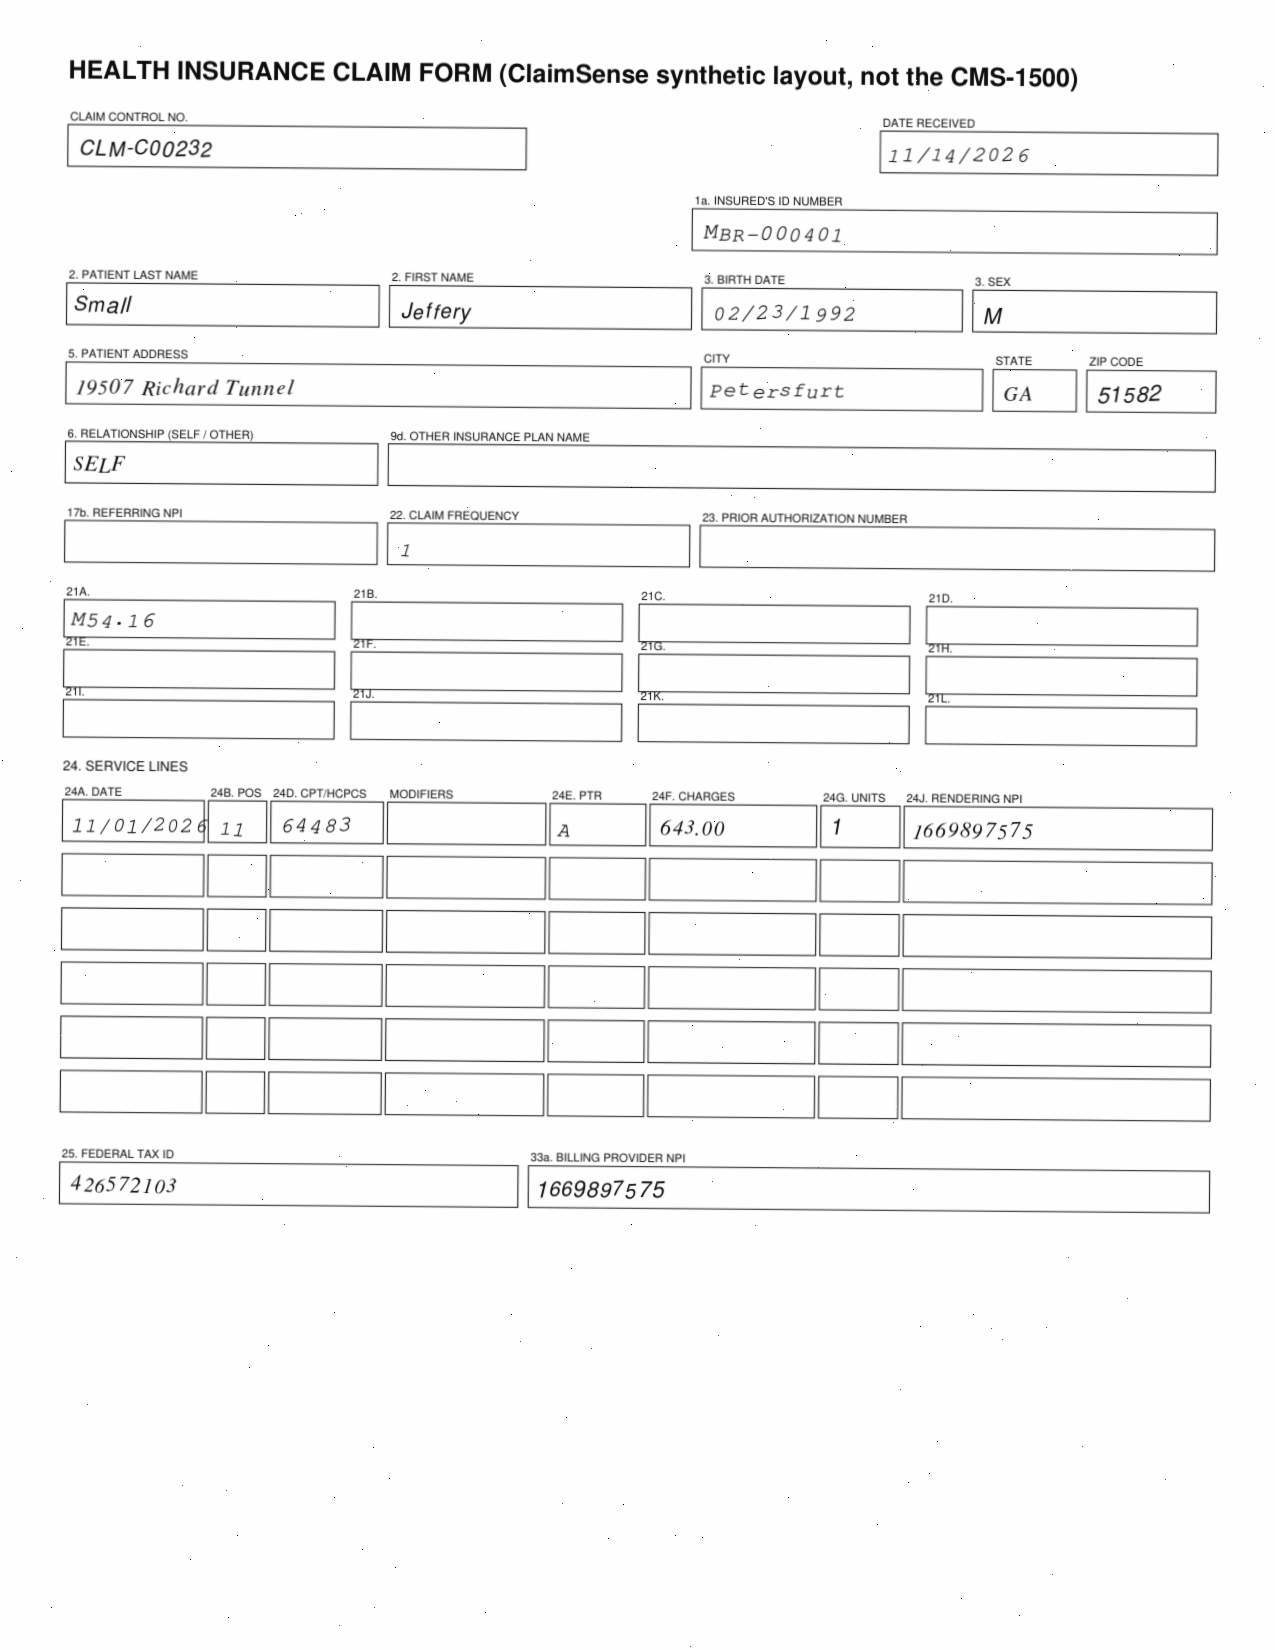 HEALTH INSURANCE CLAIM FORM (ClaimSense synthetic layout, not the CMS-1500)
CLAIM CONTROL NO.
CLM-C00232
DATE RECEIVED
11/14/2026
1a. INSURED'S ID NUMBER
MBR-000401
2. PATIENT LAST NAME
Small
2. FIRST NAME
Jeffery
3. BIRTH DATE
02/23/1992
3. SEX
M
5. PATIENT ADDRESS
19507 Richard Tunnel
CITY
Petersfurt
STATE
GA
ZIP CODE
51582
6. RELATIONSHIP (SELF / OTHER)
SELF
9d. OTHER INSURANCE PLAN NAME
17b. REFERRING NPI
22. CLAIM FREQUENCY
1
23. PRIOR AUTHORIZATION NUMBER
21A.
M54.16
21B.
21C.
21D.
21E.
21F.
21G.
21H.
21I.
21J.
21K.
21L.
24. SERVICE LINES
24A. DATE 24B. POS 24D. CPT/HCPCS MODIFIERS 24E. PTR 24F. CHARGES 24G. UNITS 24J. RENDERING NPI
11/01/2026 11 64483 A 643.00 1 1669897575
25. FEDERAL TAX ID
426572103
33a. BILLING PROVIDER NPI
1669897575